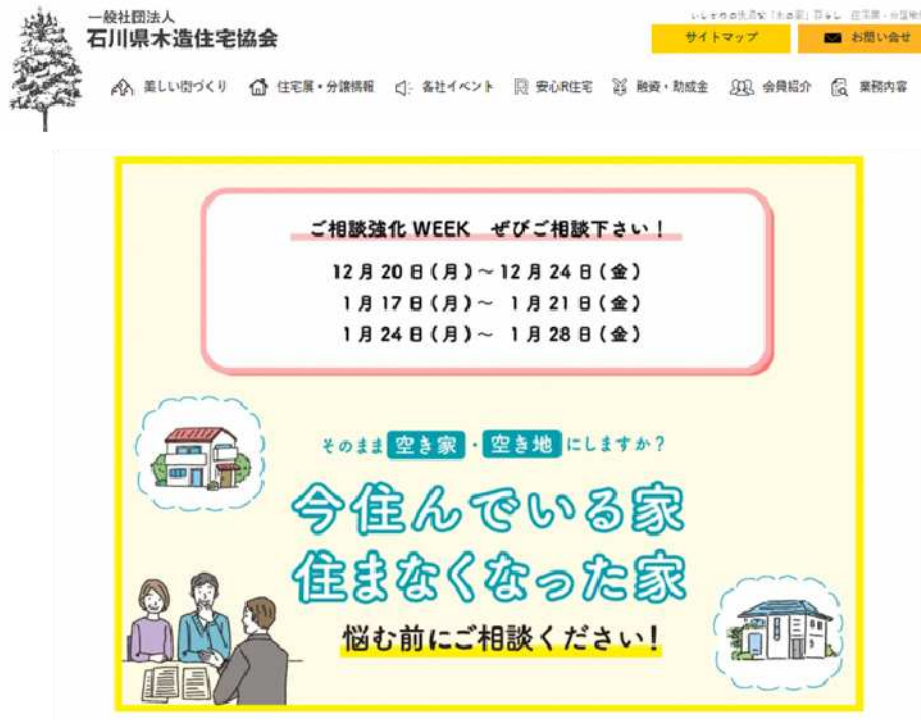 一般社団法人
石川県木造住宅協会
サイトマップ
お問い合せ
美しい街づくり
住宅展・分譲情報
各社イベント
安心R住宅
融資・助成金
会員紹介
業務内容
ご相談強化 WEEK ぜひご相談下さい！
12月20日(月)～12月24日(金)
1月17日(月)～ 1月21日(金)
1月24日(月)～ 1月28日(金)
そのまま空き家・空き地にしますか？
今住んでいる家
住まなくなった家
悩む前にご相談ください!